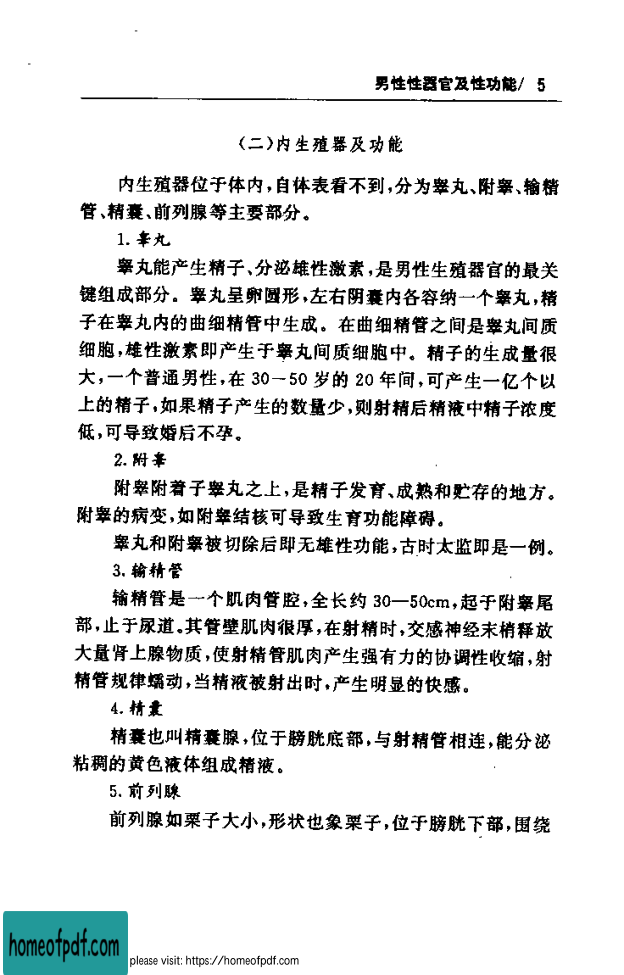 男性性器官及性功能/ 5
(二)内生殖器及功能
内生殖器位于体内,自体表看不到,分为睾丸、附睾、输精
管、精囊、前列腺等主要部分。
1. 睾丸
睾丸能产生精子、分泌雄性激素,是男性生殖器官的最关
键组成部分。睾丸呈卵圆形,左右阴囊内各容纳一个睾丸,精
子在睾丸内的曲细精管中生成。在曲细精管之间是睾丸间质
细胞,雄性激素即产生于睾丸间质细胞中。精子的生成量很
大,一个普通男性,在 30—50 岁的 20 年间,可产生一亿个以
上的精子,如果精子产生的数量少,则射精后精液中精子浓度
低,可导致婚后不孕。
2. 附睾
附睾附着子睾丸之上,是精子发育、成熟和贮存的地方。
附睾的病变,如附睾结核可导致生育功能障碍。
睾丸和附睾被切除后即无雄性功能,古时太监即是一例。
3. 输精管
输精管是一个肌肉管腔,全长约 30—50cm,起于附睾尾
部,止于尿道。其管壁肌肉很厚,在射精时,交感神经末梢释放
大量肾上腺物质,使射精管肌肉产生强有力的协调性收缩,射
精管规律蠕动,当精液被射出时,产生明显的快感。
4. 精囊
精囊也叫精囊腺,位于膀胱底部,与射精管相连,能分泌
粘稠的黄色液体组成精液。
5. 前列腺
前列腺如栗子大小,形状也象栗子,位于膀胱下部,围绕
homeofpdf.com
please visit: https://homeofpdf.com